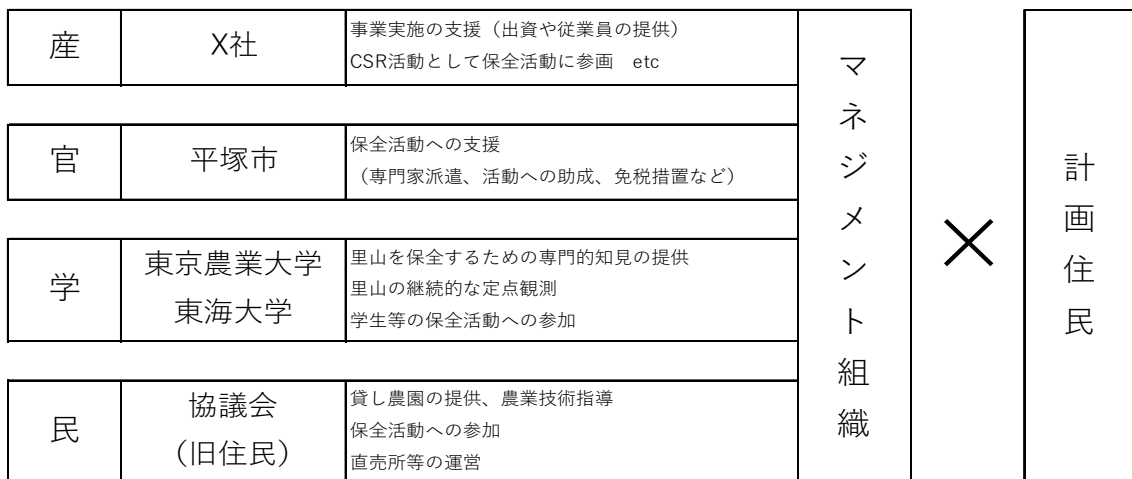 産
X社
事業実施の支援（出資や従業員の提供）
CSR活動として保全活動に参画　etc
官
平塚市
保全活動への支援
（専門家派遣、活動への助成、免税措置など）
学
東京農業大学
東海大学
里山を保全するための専門的知見の提供
里山の継続的な定点観測
学生等の保全活動への参加
民
協議会
（旧住民）
貸し農園の提供、農業技術指導
保全活動への参加
直売所等の運営
マネジメント組織
×
計画住民